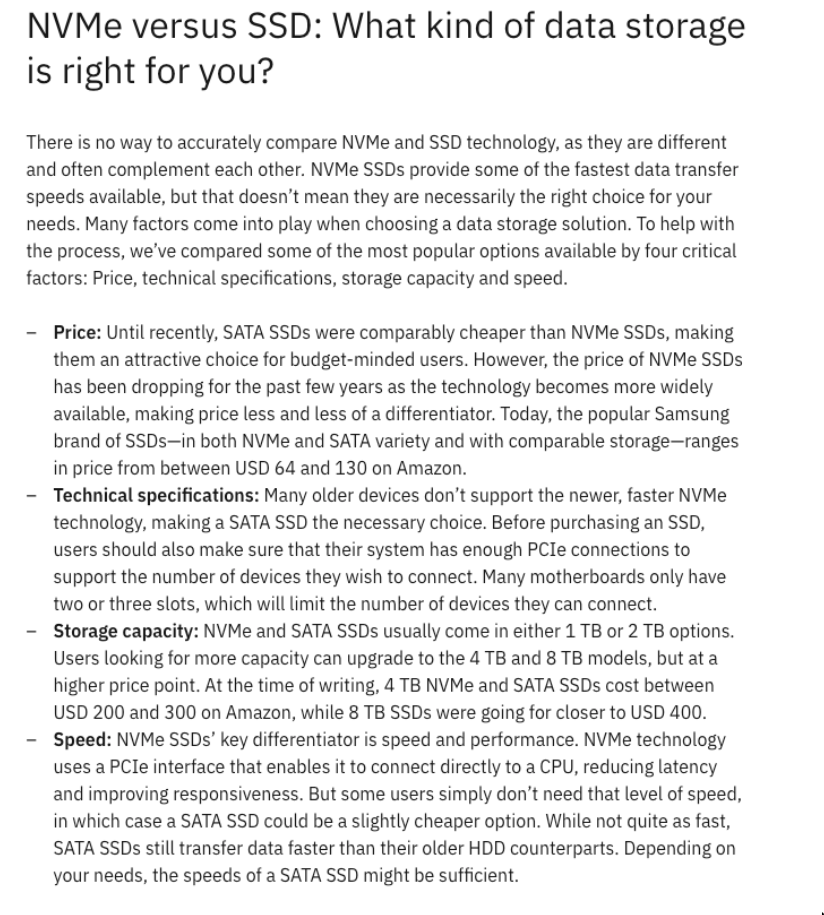 NVMe versus SSD: What kind of data storage
is right for you?
There is no way to accurately compare NVMe and SSD technology, as they are different
and often complement each other. NVMe SSDs provide some of the fastest data transfer
speeds available, but that doesn’t mean they are necessarily the right choice for your
needs. Many factors come into play when choosing a data storage solution. To help with
the process, we’ve compared some of the most popular options available by four critical
factors: Price, technical specifications, storage capacity and speed.
– Price: Until recently, SATA SSDs were comparably cheaper than NVMe SSDs, making
them an attractive choice for budget-minded users. However, the price of NVMe SSDs
has been dropping for the past few years as the technology becomes more widely
available, making price less and less of a differentiator. Today, the popular Samsung
brand of SSDs—in both NVMe and SATA variety and with comparable storage—ranges
in price from between USD 64 and 130 on Amazon.
– Technical specifications: Many older devices don’t support the newer, faster NVMe
technology, making a SATA SSD the necessary choice. Before purchasing an SSD,
users should also make sure that their system has enough PCIe connections to
support the number of devices they wish to connect. Many motherboards only have
two or three slots, which will limit the number of devices they can connect.
– Storage capacity: NVMe and SATA SSDs usually come in either 1 TB or 2 TB options.
Users looking for more capacity can upgrade to the 4 TB and 8 TB models, but at a
higher price point. At the time of writing, 4 TB NVMe and SATA SSDs cost between
USD 200 and 300 on Amazon, while 8 TB SSDs were going for closer to USD 400.
– Speed: NVMe SSDs’ key differentiator is speed and performance. NVMe technology
uses a PCIe interface that enables it to connect directly to a CPU, reducing latency
and improving responsiveness. But some users simply don’t need that level of speed,
in which case a SATA SSD could be a slightly cheaper option. While not quite as fast,
SATA SSDs still transfer data faster than their older HDD counterparts. Depending on
your needs, the speeds of a SATA SSD might be sufficient.